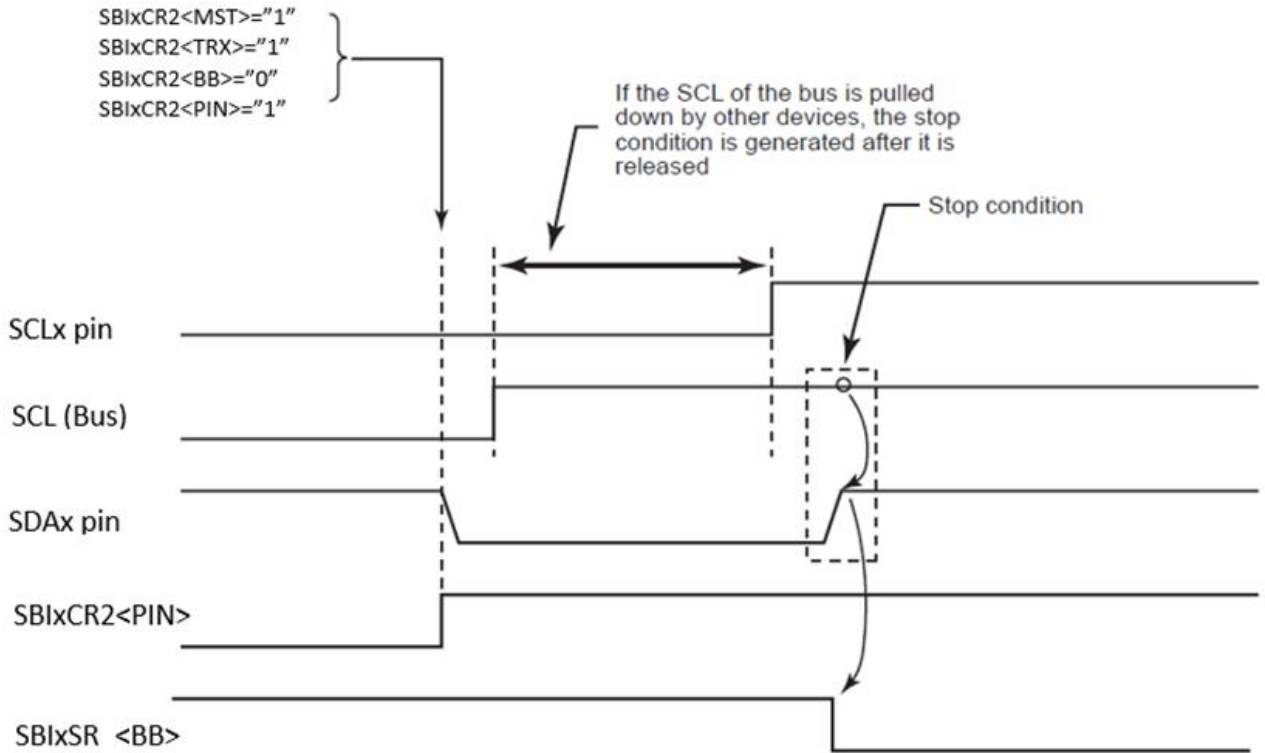 SBIxCR2<MST>=”1”
SBIxCR2<TRX>=”1”
SBIxCR2<BB>=”0”
SBIxCR2<PIN>=”1”
If the SCL of the bus is pulled
down by other devices, the stop
condition is generated after it is
released
Stop condition
SCLx pin
SCL (Bus)
SDAx pin
SBIxCR2<PIN>
SBIxSR <BB>